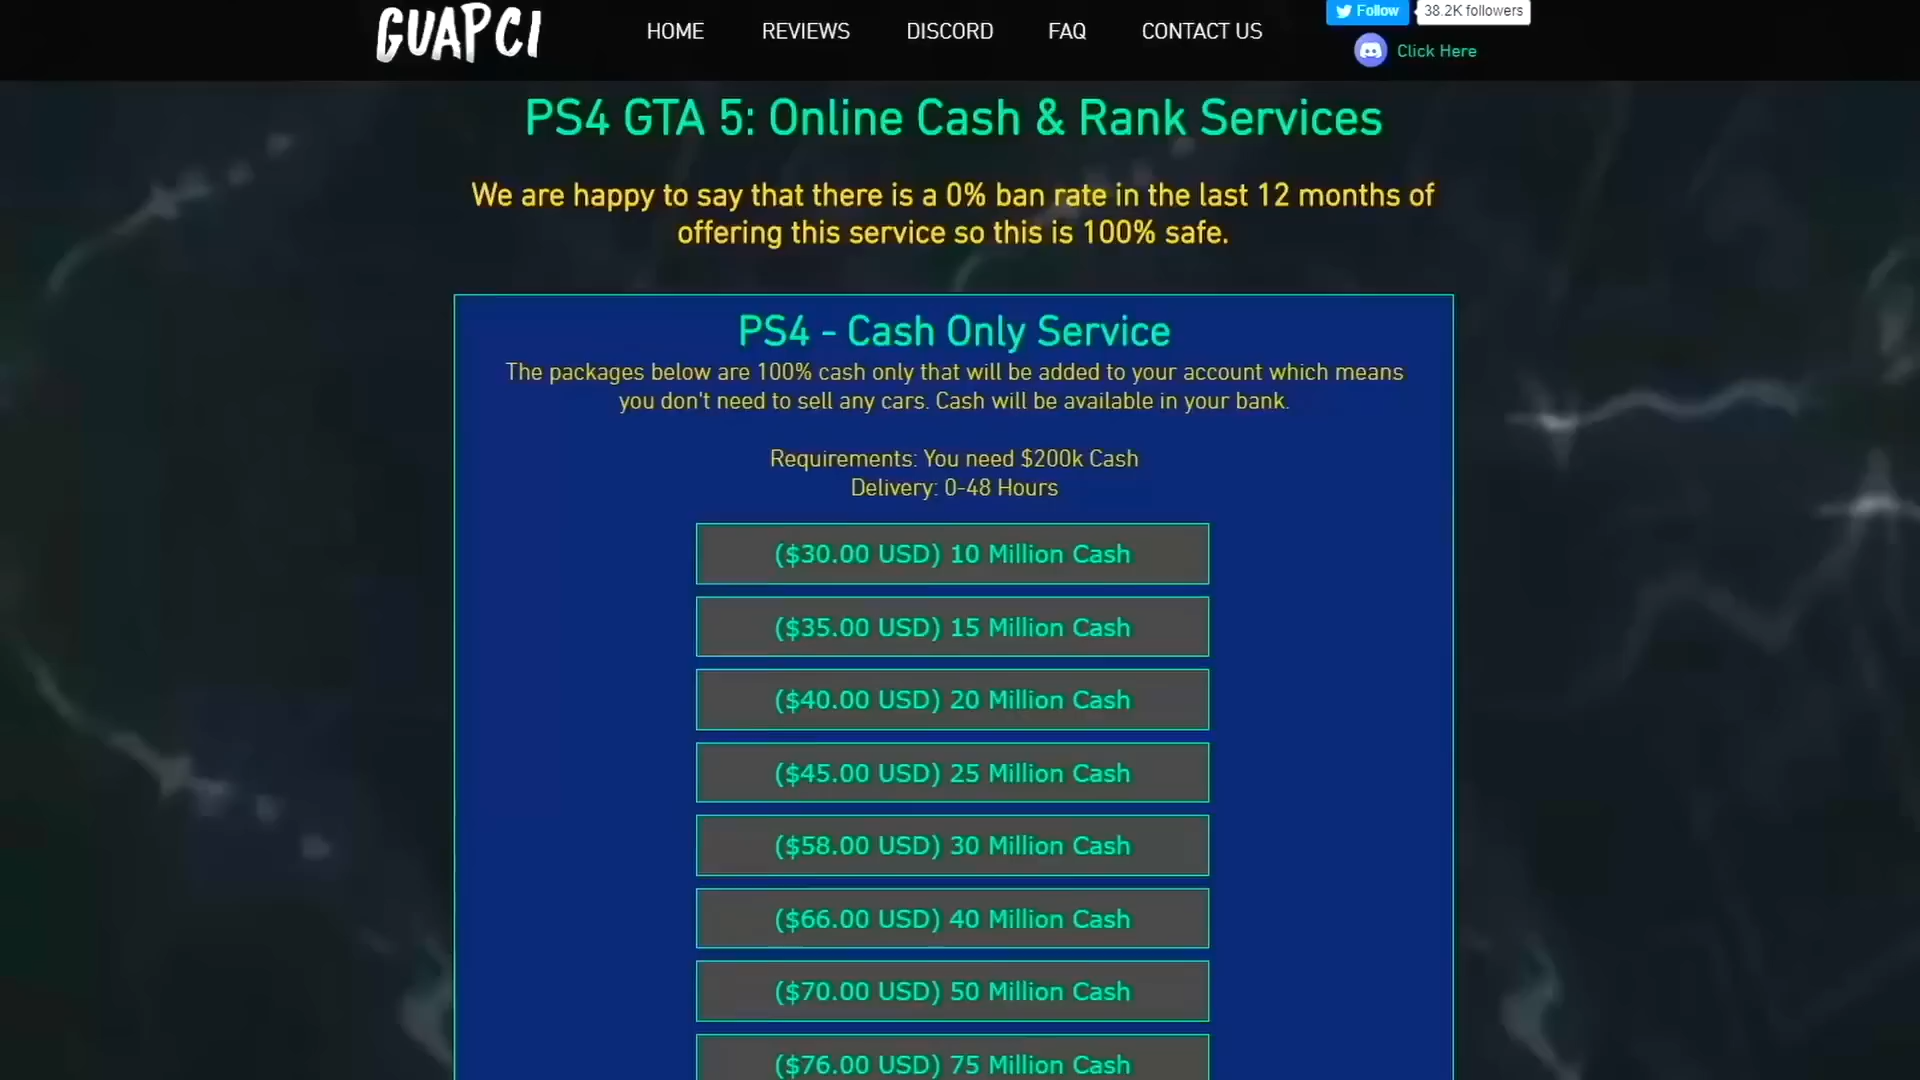 GUAPCI
HOME
REVIEWS
DISCORD
FAQ
CONTACT US
Follow
38.2K followers
Click Here
PS4 GTA 5: Online Cash & Rank Services
We are happy to say that there is a 0% ban rate in the last 12 months of
offering this service so this is 100% safe.
PS4 - Cash Only Service
The packages below are 100% cash only that will be added to your account which means
you don't need to sell any cars. Cash will be available in your bank.
Requirements: You need $200k Cash
Delivery: 0-48 Hours
($30.00 USD) 10 Million Cash
($35.00 USD) 15 Million Cash
($40.00 USD) 20 Million Cash
($45.00 USD) 25 Million Cash
($58.00 USD) 30 Million Cash
($66.00 USD) 40 Million Cash
($70.00 USD) 50 Million Cash
($76.00 USD) 75 Million Cash